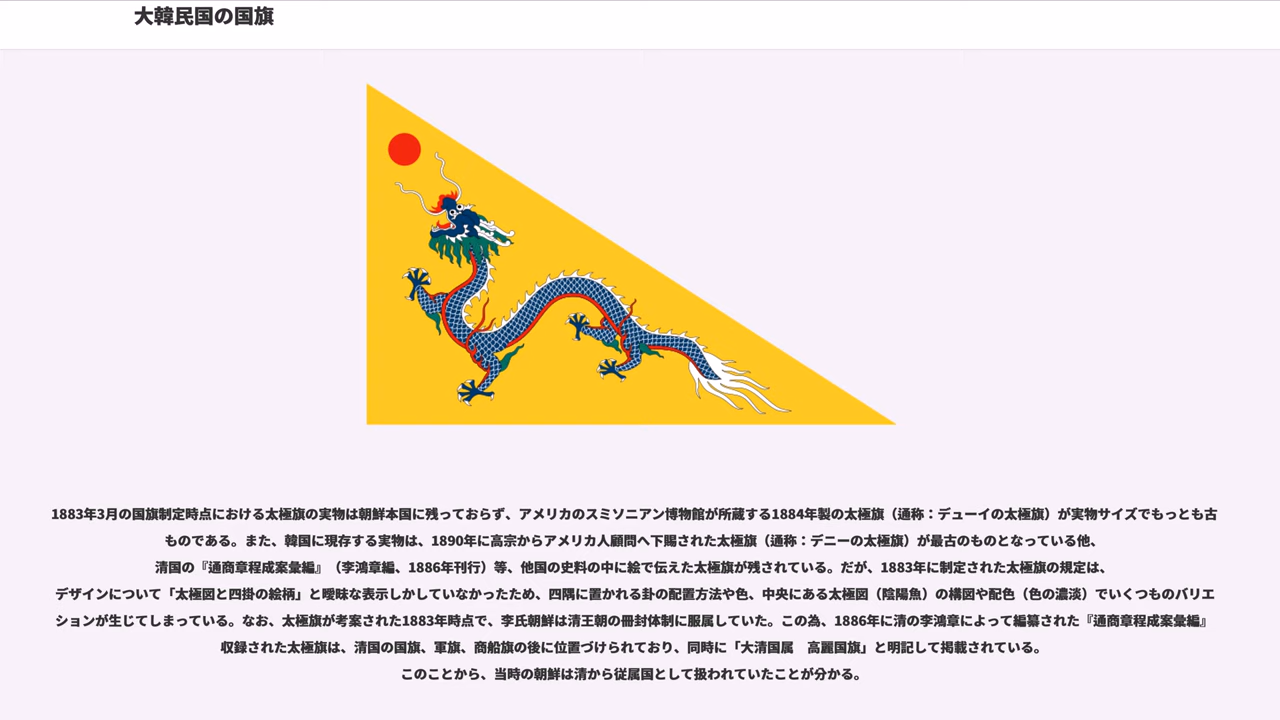 大韓民国の国旗
1883年3月の国旗制定時点における太極旗の実物は朝鮮本国に残っておらず、アメリカのスミソニアン博物館が所蔵する1884年製の太極旗（通称：デューイの太極旗）が実物サイズでもっとも古
ものである。また、韓国に現存する実物は、1890年に高宗からアメリカ人顧問へ下賜された太極旗（通称：デニーの太極旗）が最古のものとなっている他、
清国の『通商章程成案彙編』（李鴻章編、1886年刊行）等、他国の史料の中に絵で伝えた太極旗が残されている。だが、1883年に制定された太極旗の規定は、
デザインについて「太極図と四掛の絵柄」と曖昧な表示しかしていなかったため、四隅に置かれる卦の配置方法や色、中央にある太極図（陰陽魚）の構図や配色（色の濃淡）でいくつものバリエ
ションが生じてしまっている。なお、太極旗が考案された1883年時点で、李氏朝鮮は清王朝の冊封体制に服属していた。この為、1886年に清の李鴻章によって編纂された『通商章程成案彙編』
収録された太極旗は、清国の国旗、軍旗、商船旗の後に位置づけられており、同時に「大清国属　高麗国旗」と明記して掲載されている。
このことから、当時の朝鮮は清から従属国として扱われていたことが分かる。